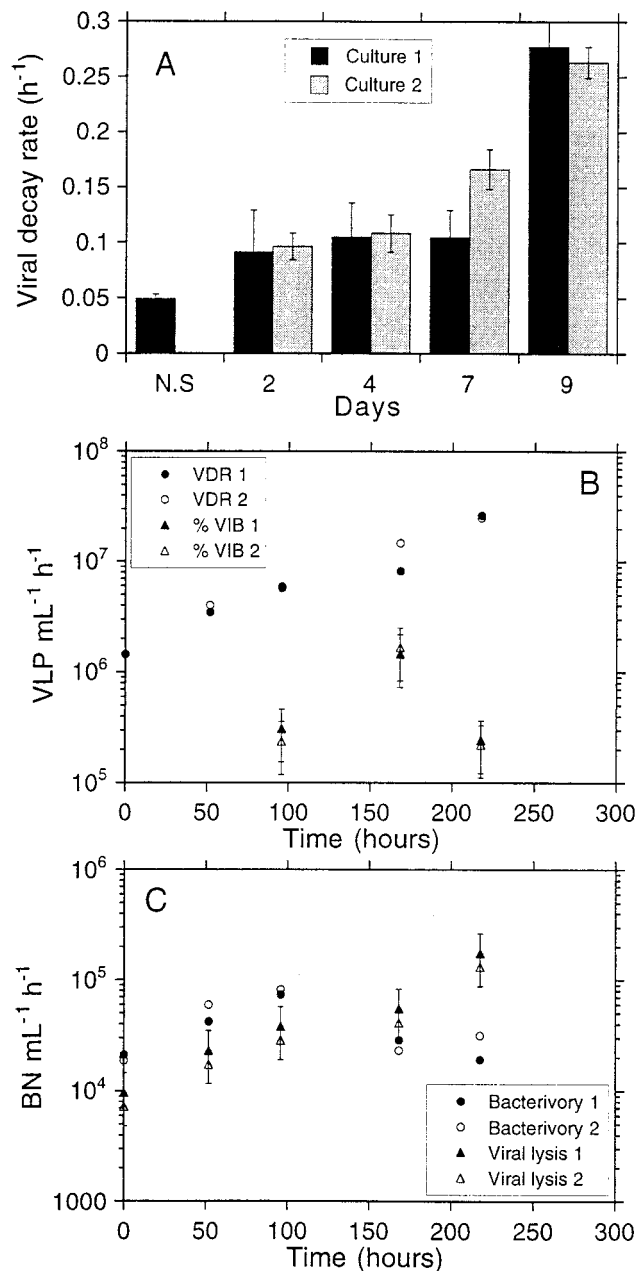 A
Culture 1
Culture 2
Viral decay rate (h-1)
0.3
0.25
0.2
0.15
0.1
0.05
0
N.S 2 4 7 9
Days
B
VDR 1
VDR 2
% VIB 1
% VIB 2
VLP mL-1 h-1
10^8
10^7
10^6
10^5
0 50 100 150 200 250 300
Time (hours)
C
BN mL-1 h-1
10^6
10^5
10^4
1000
Bacterivory 1
Bacterivory 2
Viral lysis 1
Viral lysis 2
0 50 100 150 200 250 300
Time (hours)